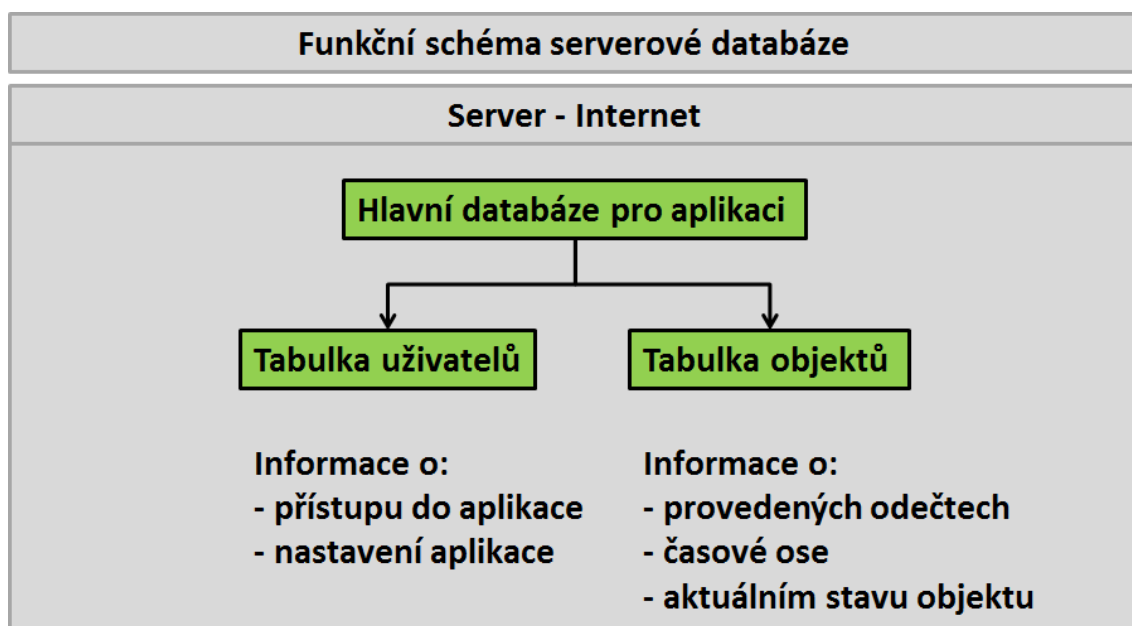 Funkční schéma serverové databáze
Server - Internet
Hlavní databáze pro aplikaci
Tabulka uživatelů
Tabulka objektů
Informace o:
- přístupu do aplikace
- nastavení aplikace
Informace o:
- provedených odečtech
- časové ose
- aktuálním stavu objektu